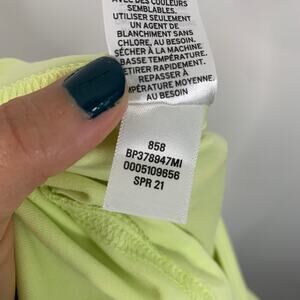 AVEC DES COULEURS
SEMBLABLES.
UTILISER SEULEMENT
UN AGENT DE
BLANCHIMENT SANS
CHLORE, AU BESOIN.
SÉCHER À LA MACHINE
BASSE TEMPÉRATURE.
RETIRER RAPIDEMENT.
REPASSER À
MPÉRATURE MOYENNE,
AU BESOIN
858
BP378947MI
0005109656
SPR 21